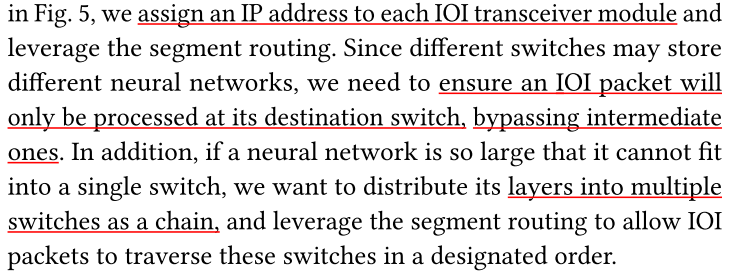 in Fig. 5, we assign an IP address to each IOI transceiver module and
leverage the segment routing. Since different switches may store
different neural networks, we need to ensure an IOI packet will
only be processed at its destination switch, bypassing intermediate
ones. In addition, if a neural network is so large that it cannot fit
into a single switch, we want to distribute its layers into multiple
switches as a chain, and leverage the segment routing to allow IOI
packets to traverse these switches in a designated order.